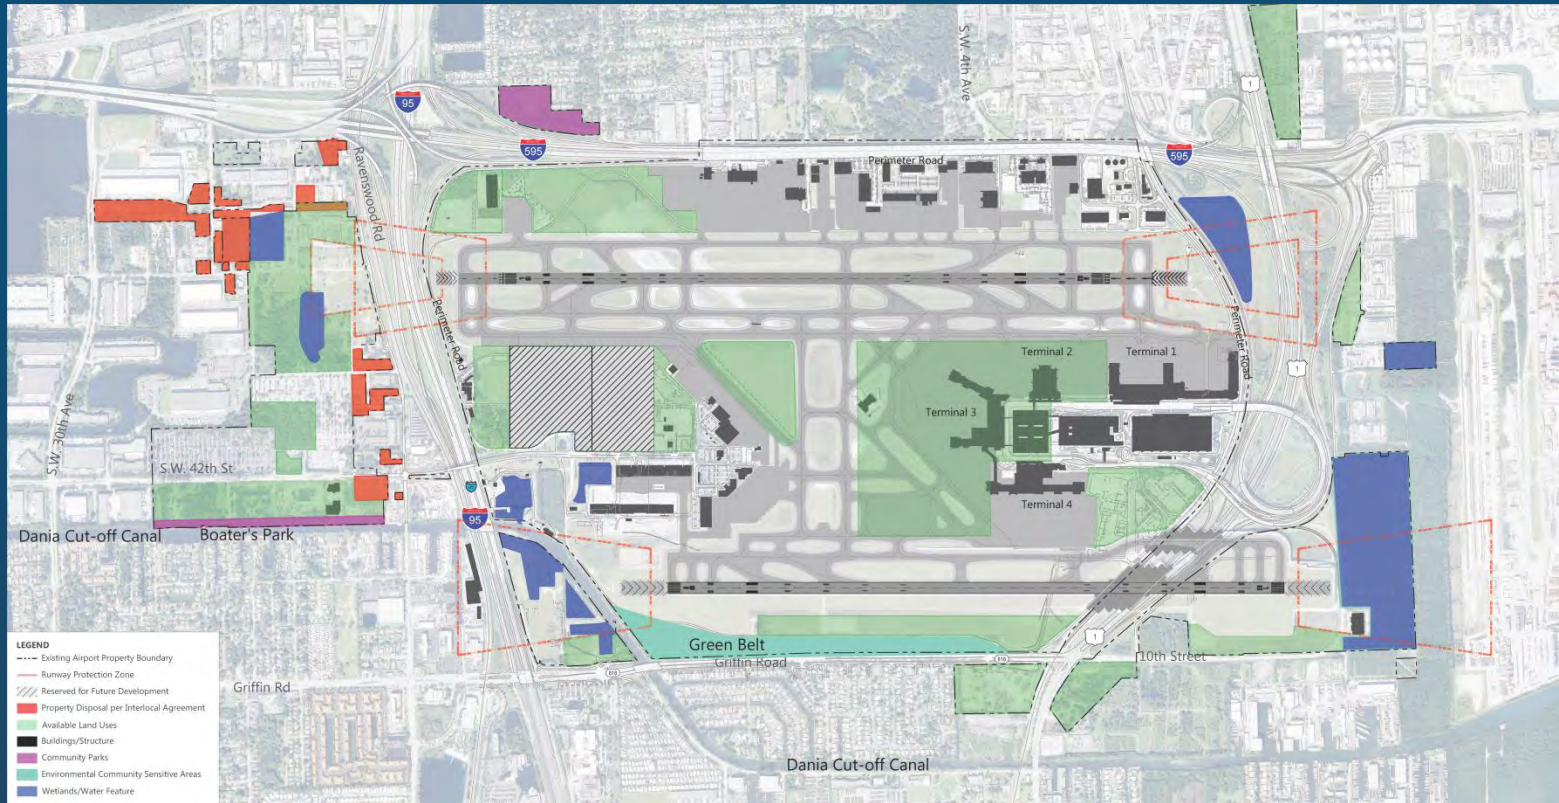 S.W. 4th Ave
1
95
595
595
Ravenswood Rd
Perimeter Road
Perimeter Road
Perimeter Road
1
Terminal 2
Terminal 1
Terminal 3
S.W. 30th Ave
S.W. 42th St
Terminal 4
95
Dania Cut-off Canal
Boater's Park
Green Belt
1
Griffin Road
818
10th Street
818
Griffin Rd
Dania Cut-off Canal
LEGEND
Existing Airport Property Boundary
Runway Protection Zone
Reserved for Future Development
Property Disposal per Interlocal Agreement
Available Land Uses
Buildings/Structure
Community Parks
Environmental Community Sensitive Areas
Wetlands/Water Feature